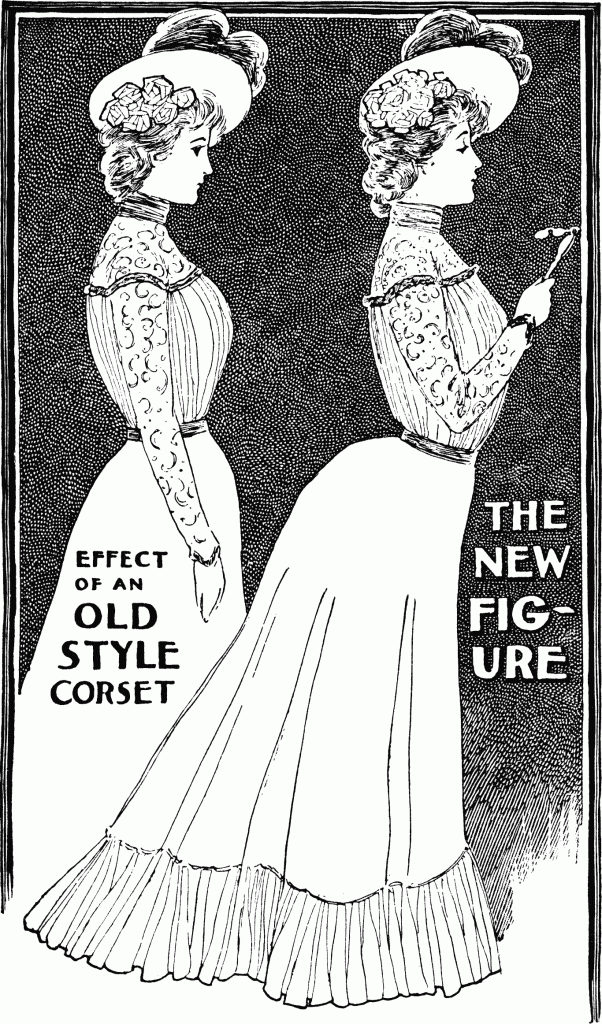 EFFECT
OF AN
OLD
STYLE
CORSET
THE
NEW
FIG-
URE